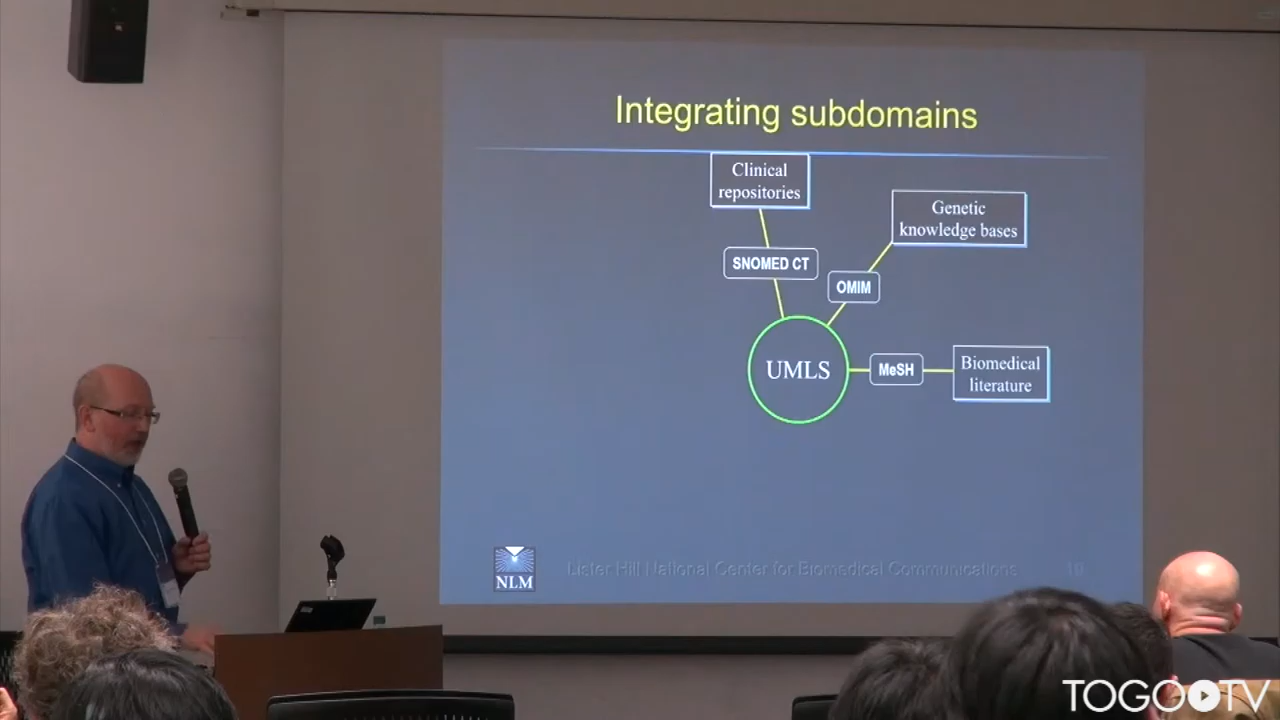 Integrating subdomains
Clinical
repositories
Genetic
knowledge bases
SNOMED CT
OMIM
UMLS
MeSH
Biomedical
literature
NLM
Lister Hill National Center for Biomedical Communications
TOGOTV